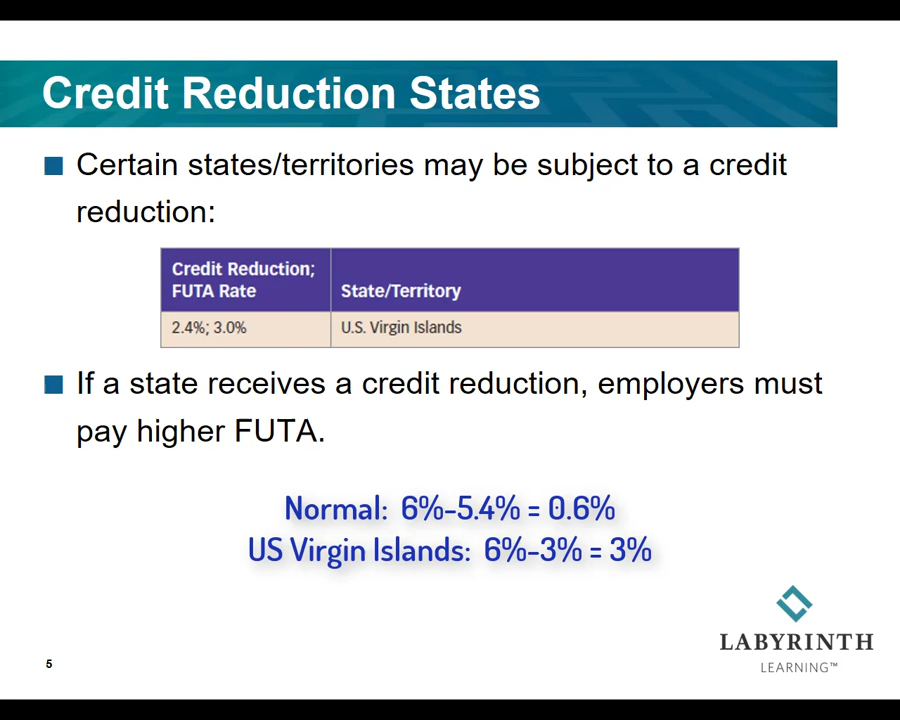 Credit Reduction States
Certain states/territories may be subject to a credit
reduction:
Credit Reduction;
FUTA Rate
State/Territory
2.4%; 3.0%
U.S. Virgin Islands
If a state receives a credit reduction, employers must
pay higher FUTA.
Normal: 6%-5.4% = 0.6%
US Virgin Islands: 6%-3% = 3%
LABYRINTH
LEARNING™
5